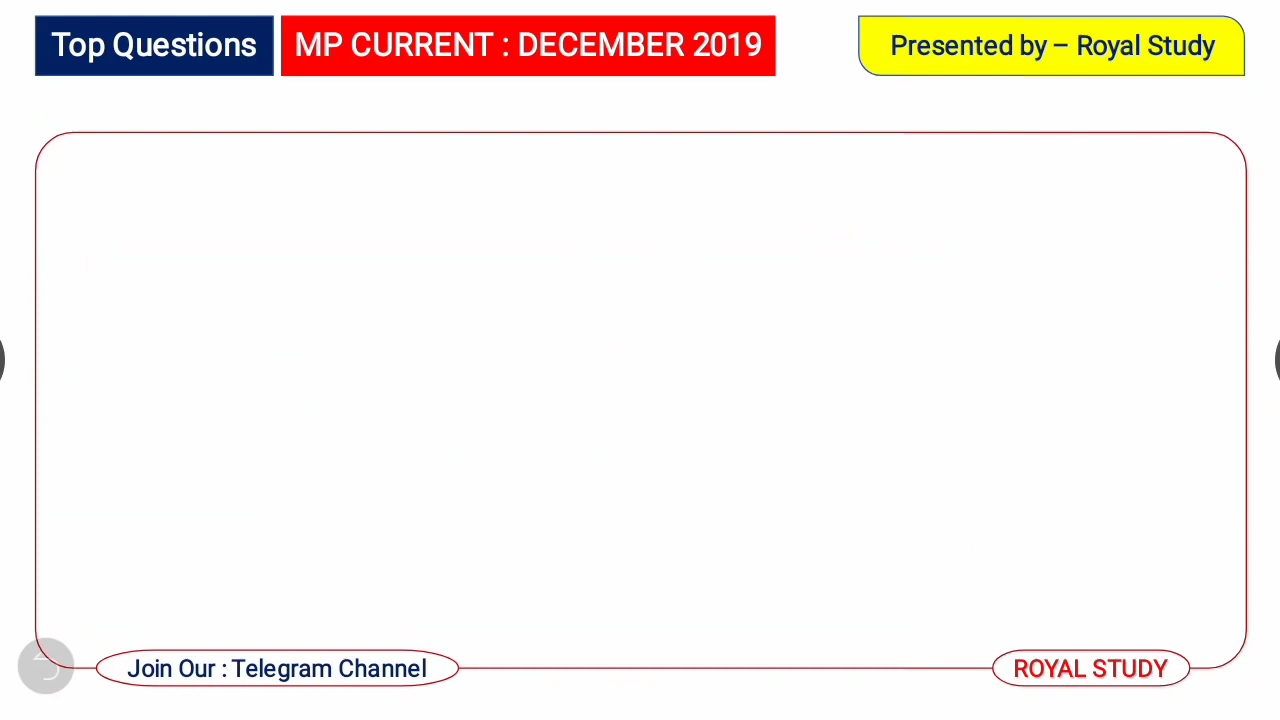 Top Questions
MP CURRENT : DECEMBER 2019
Presented by – Royal Study
Join Our : Telegram Channel
ROYAL STUDY